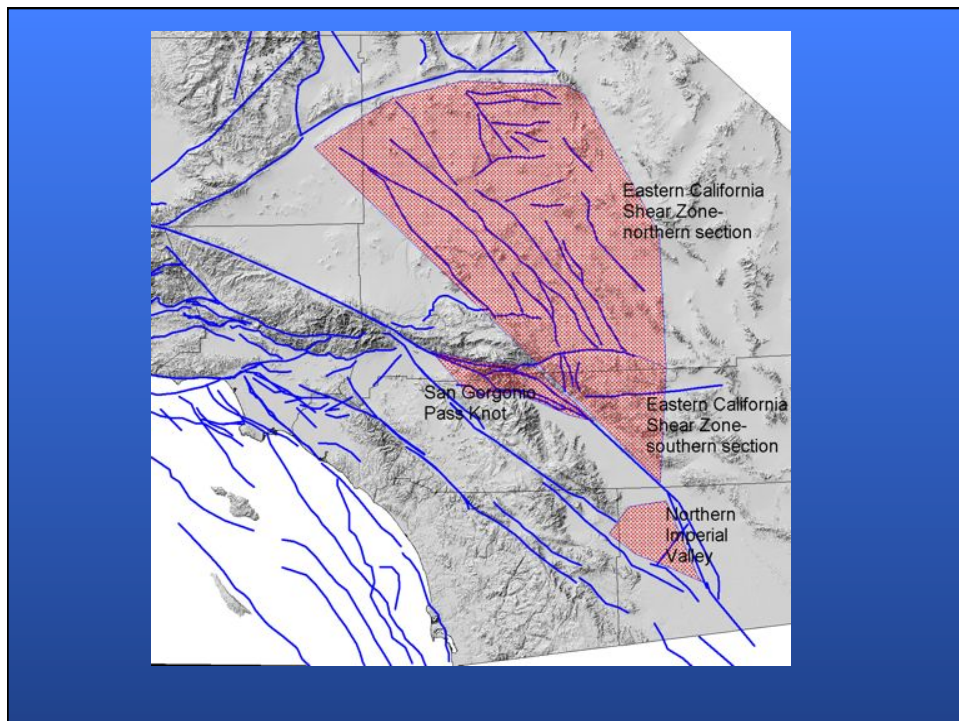 Eastern California
Shear Zone-
northern section
San Gorgonio
Pass Knot
Eastern California
Shear Zone-
southern section
Northern
Imperial
Valley